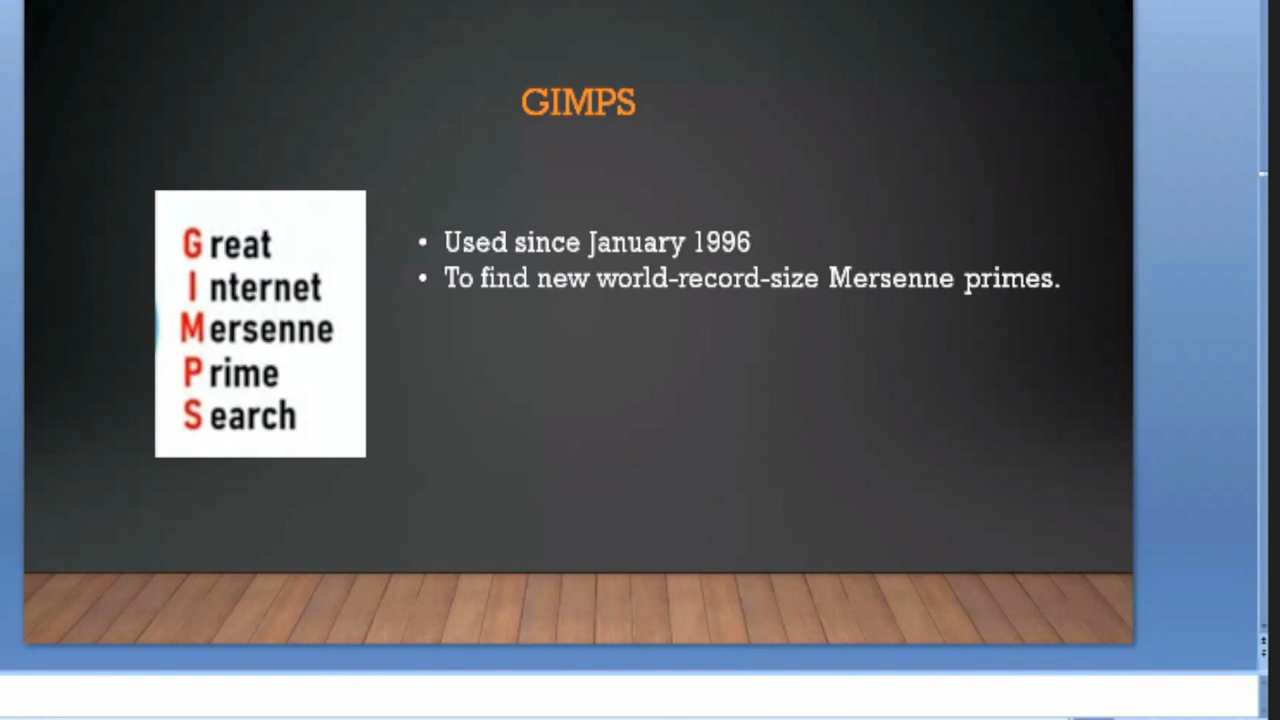 GIMPS
Great
Internet
Mersenne
Prime
Search
• Used since January 1996
• To find new world-record-size Mersenne primes.